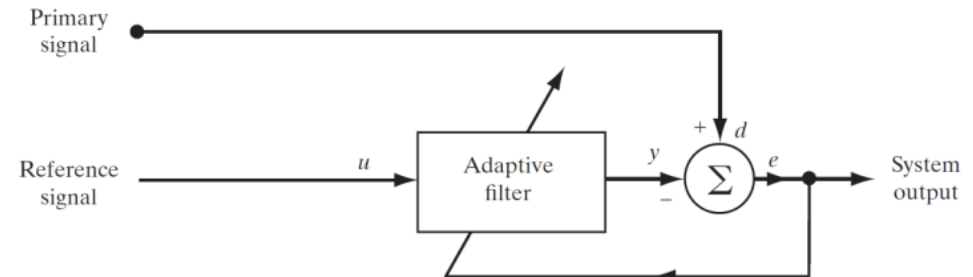 Primary
signal
+
d
Reference
signal
u
Adaptive
filter
y
−
Σ
e
System
output